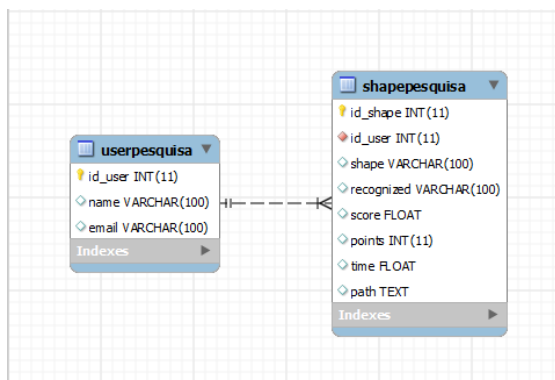 userpesquisa
id_user INT(11)
name VARCHAR(100)
email VARCHAR(100)
Indexes
shapepesquisa
id_shape INT(11)
id_user INT(11)
shape VARCHAR(100)
recognized VARCHAR(100)
score FLOAT
points INT(11)
time FLOAT
path TEXT
Indexes